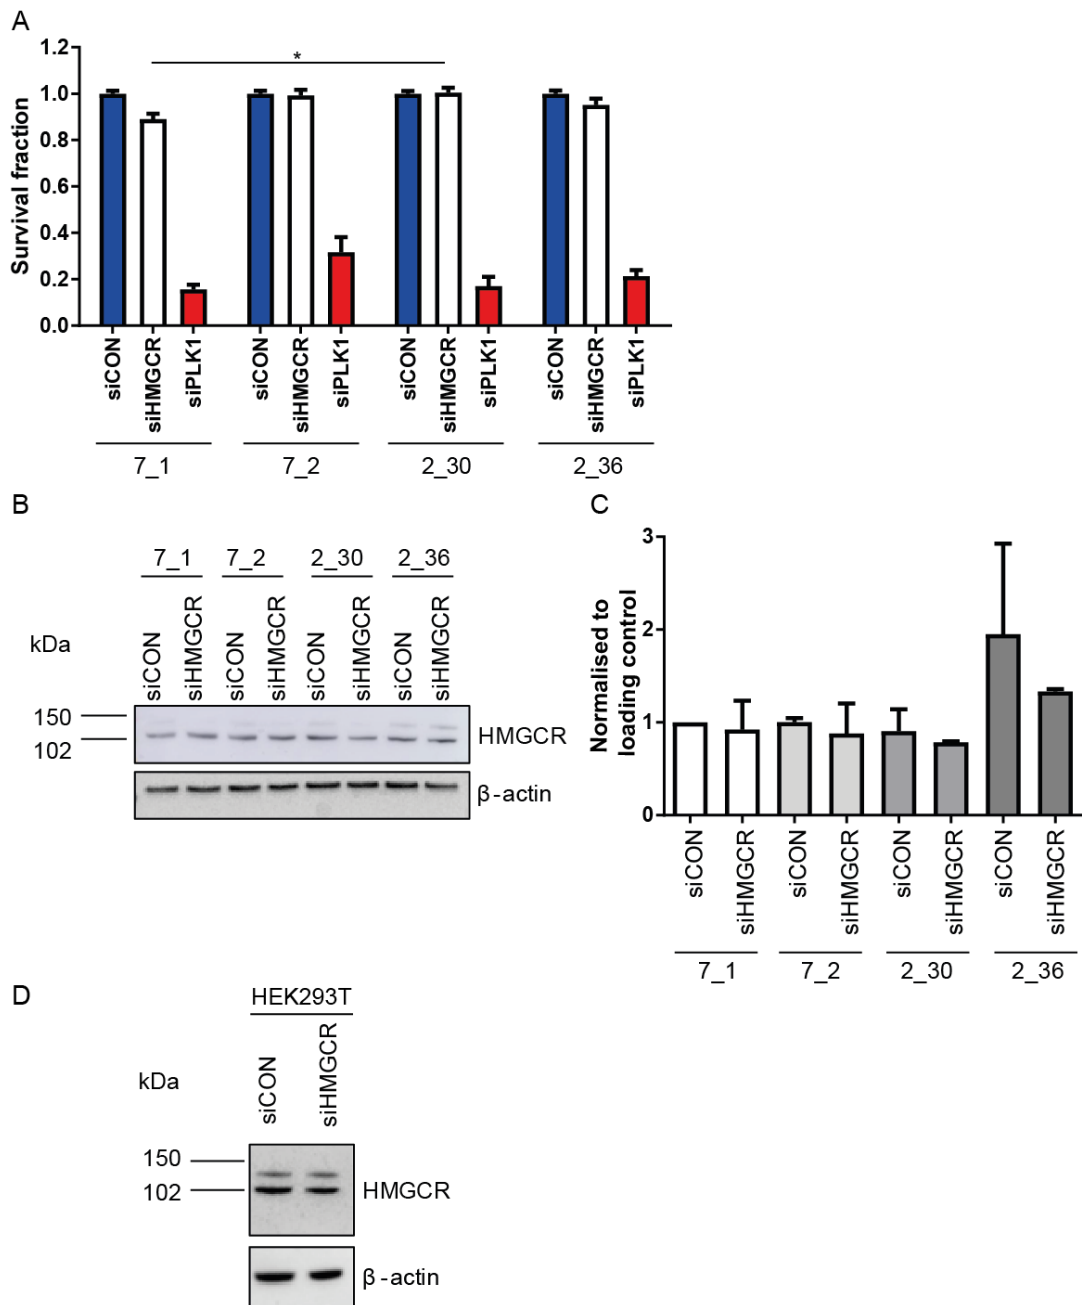 A
Survival fraction
1.2
1.0
0.8
0.6
0.4
0.2
0.0
*
siCON
siHMGCR
siPLK1
siCON
siHMGCR
siPLK1
siCON
siHMGCR
siPLK1
siCON
siHMGCR
siPLK1
7_1
7_2
2_30
2_36
B
7_1
7_2
2_30
2_36
kDa
siCON
siHMGCR
siCON
siHMGCR
siCON
siHMGCR
siCON
siHMGCR
150
102
HMGCR
β-actin
C
Normalised to
loading control
3
2
1
0
siCON
siHMGCR
siCON
siHMGCR
siCON
siHMGCR
siCON
siHMGCR
7_1
7_2
2_30
2_36
D
HEK293T
kDa
siCON
siHMGCR
150
102
HMGCR
β-actin